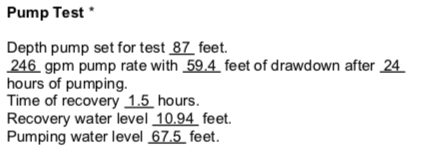 Pump Test *
Depth pump set for test 87 feet.
246 gpm pump rate with 59.4 feet of drawdown after 24
hours of pumping.
Time of recovery 1.5 hours.
Recovery water level 10.94 feet.
Pumping water level 67.5 feet.